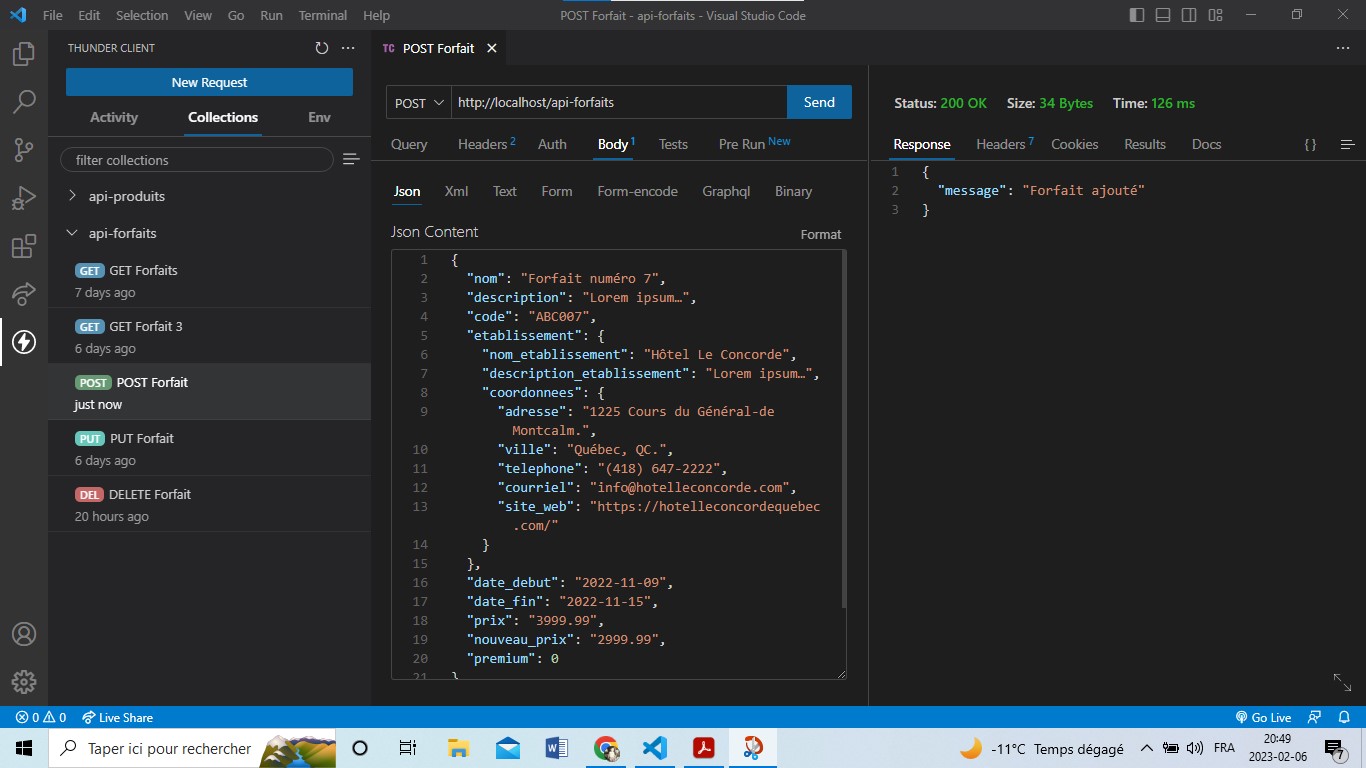 File Edit Selection View Go Run Terminal Help
POST Forfait - api-forfaits - Visual Studio Code
THUNDER CLIENT
New Request
Activity Collections Env
filter collections
api-produits
api-forfaits
GET GET Forfaits
7 days ago
GET GET Forfait 3
6 days ago
POST POST Forfait
just now
PUT PUT Forfait
6 days ago
DEL DELETE Forfait
20 hours ago
TC POST Forfait
POST http://localhost/api-forfaits Send
Query Headers 2 Auth Body 1 Tests Pre Run New
Json Xml Text Form Form-encode Graphql Binary
Json Content
Format
1 {
2 "nom": "Forfait numéro 7",
3 "description": "Lorem ipsum…",
4 "code": "ABC007",
5 "etablissement": {
6 "nom_etablissement": "Hôtel Le Concorde",
7 "description_etablissement": "Lorem ipsum…",
8 "coordonnees": {
9 "adresse": "1225 Cours du Général-de
Montcalm.",
10 "ville": "Québec, QC.",
11 "telephone": "(418) 647-2222",
12 "courriel": "info@hotelleconcorde.com",
13 "site_web": "https://hotelleconcordequebec
.com/"
14 }
15 },
16 "date_debut": "2022-11-09",
17 "date_fin": "2022-11-15",
18 "prix": "3999.99",
19 "nouveau_prix": "2999.99",
20 "premium": 0
21 }
Status: 200 OK Size: 34 Bytes Time: 126 ms
Response Headers 7 Cookies Results Docs {}
1 {
2 "message": "Forfait ajouté"
3 }
0 0 Live Share
Go Live
Taper ici pour rechercher
-11°C Temps dégagé
FRA
20:49
2023-02-06
7